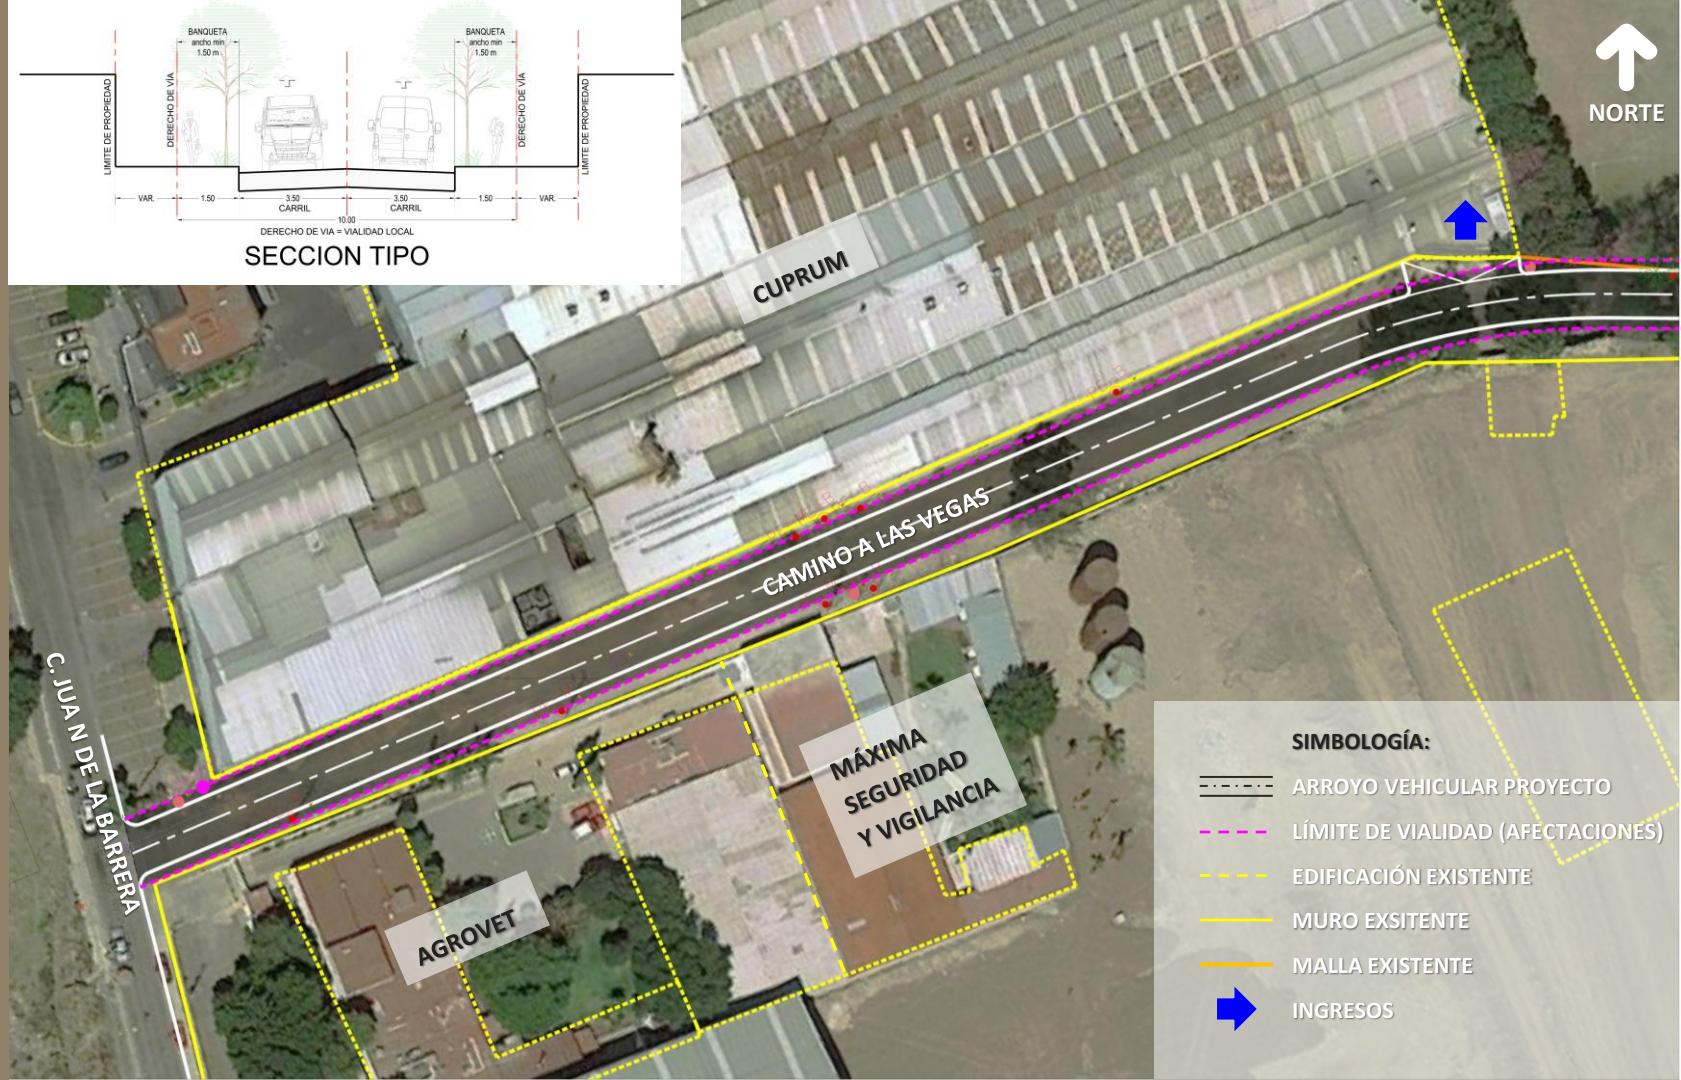 BANQUETA
ancho min
1.50 m
BANQUETA
ancho min
1.50 m
LIMITE DE PROPIEDAD
DERECHO DE VÍA
DERECHO DE VÍA
LIMITE DE PROPIEDAD
VAR.
1.50
3.50
CARRIL
3.50
CARRIL
1.50
VAR.
10.00
DERECHO DE VIA = VIALIDAD LOCAL
SECCION TIPO
NORTE
CUPRUM
CAMINO A LAS VEGAS
C. JUA N DE LA BARRERA
MÁXIMA
SEGURIDAD
Y VIGILANCIA
AGROVET
SIMBOLOGÍA:
ARROYO VEHICULAR PROYECTO
LÍMITE DE VIALIDAD (AFECTACIONES)
EDIFICACIÓN EXISTENTE
MURO EXSITENTE
MALLA EXISTENTE
INGRESOS